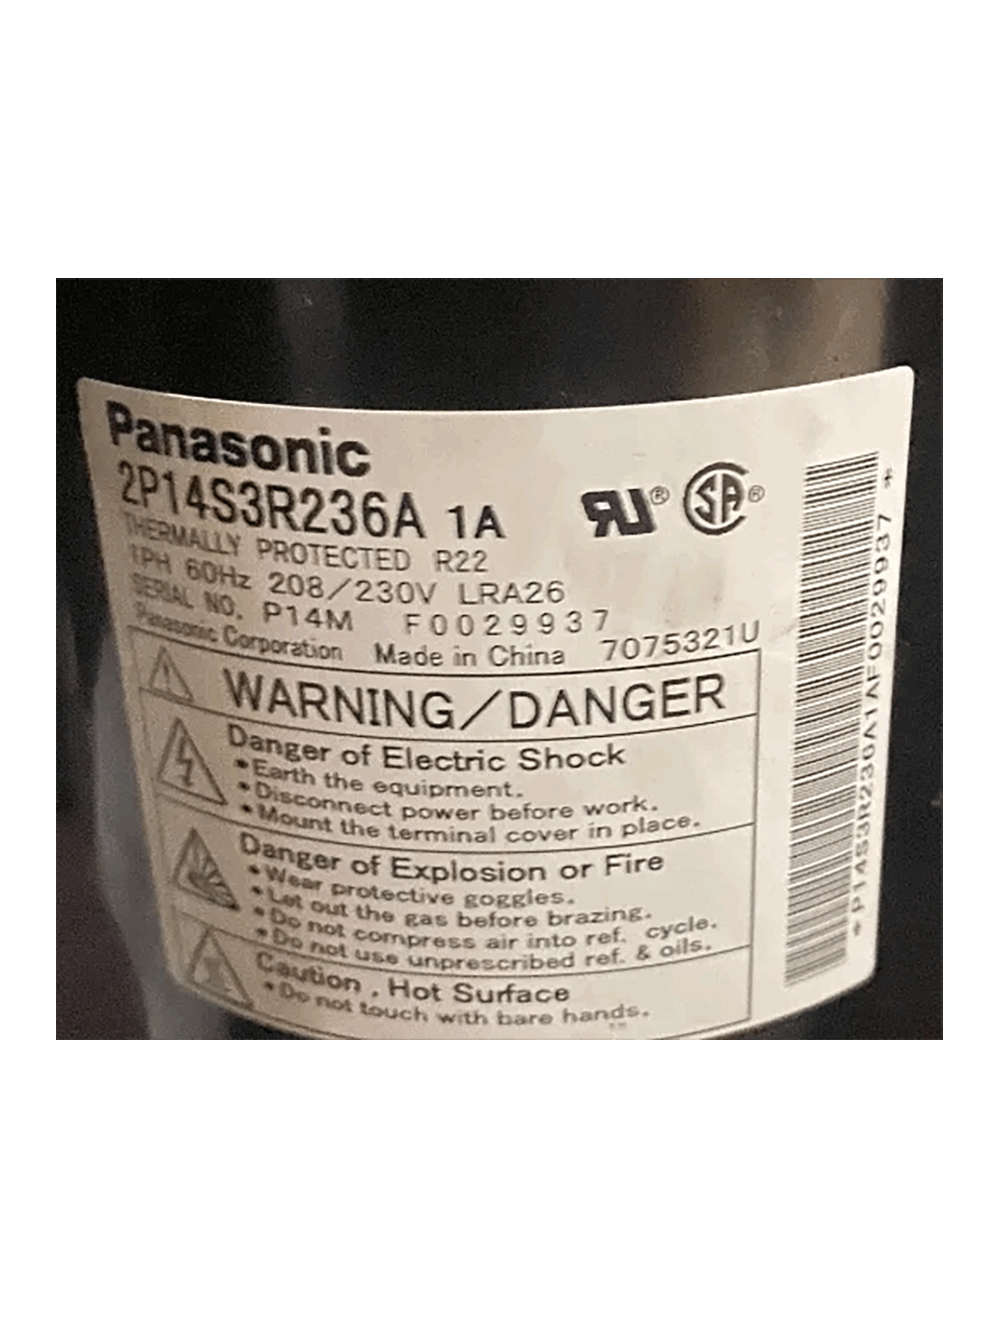 Panasonic
2P14S3R236A 1A
THERMALLY PROTECTED R22
1PH 60Hz 208/230V LRA26
SERIAL NO. P14M F0029937
Panasonic Corporation Made in China 7075321U
WARNING/DANGER
Danger of Electric Shock
•Earth the equipment.
•Disconnect power before work.
•Mount the terminal cover in place.
Danger of Explosion or Fire
•Wear protective goggles.
•Let out the gas before brazing.
•Do not compress air into ref. cycle.
•Do not use unprescribed ref. & oils.
Caution , Hot Surface
•Do not touch with bare hands.
RU® SA®
*P14S3R236A1AF0029937*